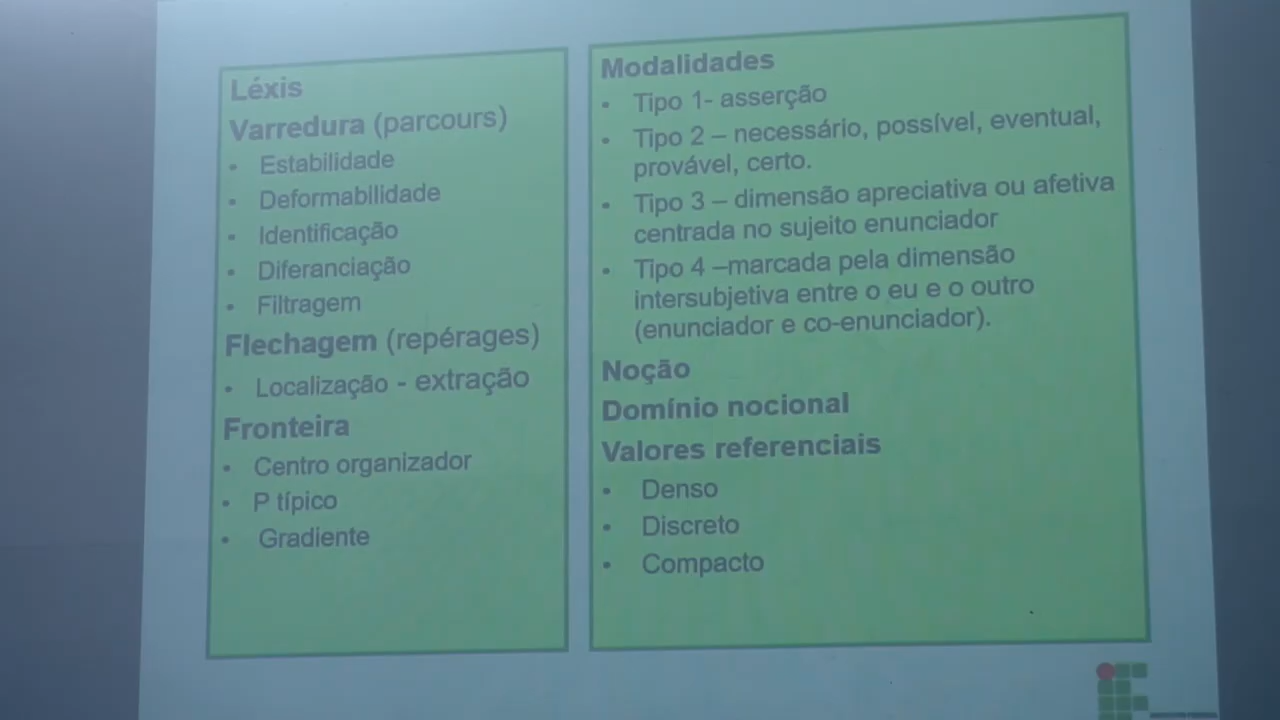 Léxis
Varredura (parcours)
• Estabilidade
• Deformabilidade
• Identificação
• Diferanciação
• Filtragem
Flechagem (repérages)
• Localização - extração
Fronteira
• Centro organizador
• P típico
• Gradiente
Modalidades
• Tipo 1- asserção
• Tipo 2 – necessário, possível, eventual,
provável, certo.
• Tipo 3 – dimensão apreciativa ou afetiva
centrada no sujeito enunciador
• Tipo 4 –marcada pela dimensão
intersubjetiva entre o eu e o outro
(enunciador e co-enunciador).
Noção
Domínio nocional
Valores referenciais
• Denso
• Discreto
• Compacto